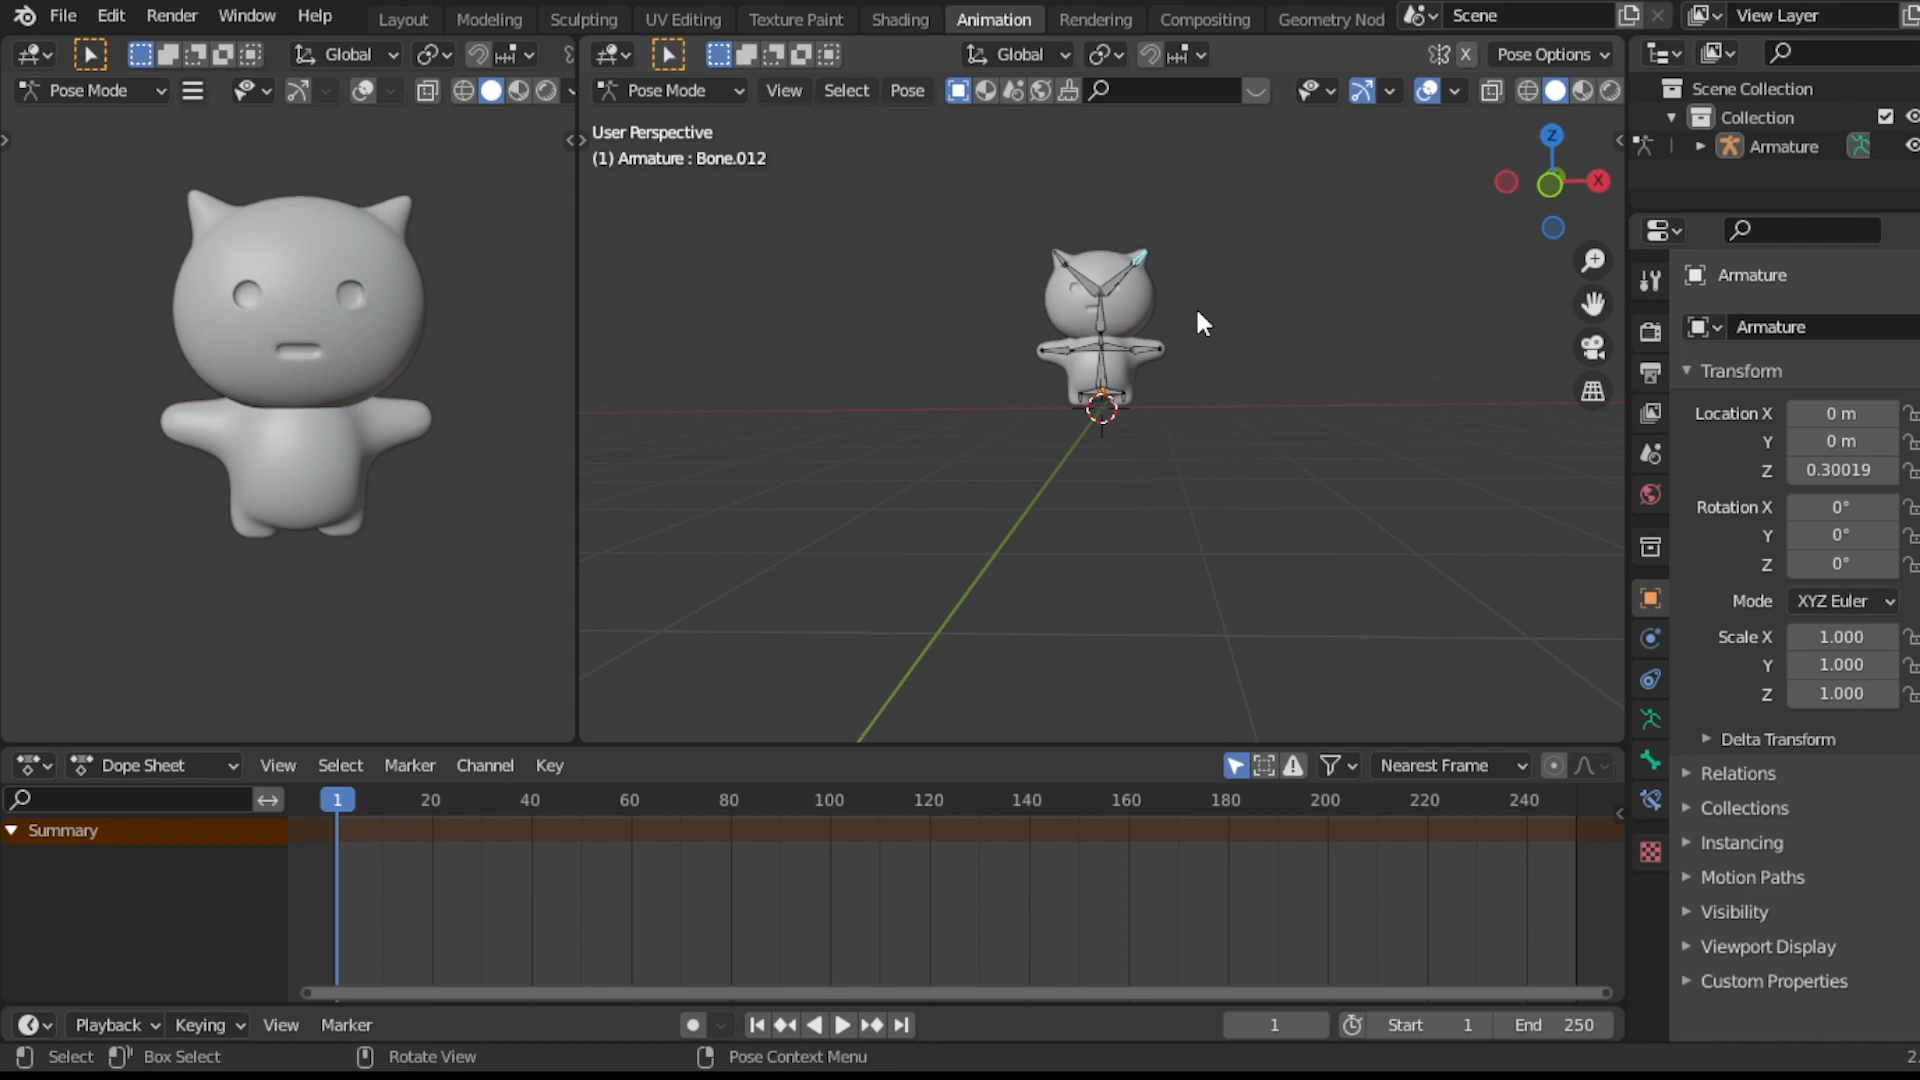 File Edit Render Window Help
Layout Modeling Sculpting UV Editing Texture Paint Shading Animation Rendering Compositing Geometry Nod
Scene
View Layer
Global
Global
X
Pose Options
Pose Mode
Pose Mode
View Select Pose
User Perspective
(1) Armature : Bone.012
Z
X
Scene Collection
Collection
Armature
Armature
Armature
Transform
Location X 0 m
Y 0 m
Z 0.30019
Rotation X 0°
Y 0°
Z 0°
Mode XYZ Euler
Scale X 1.000
Y 1.000
Z 1.000
Delta Transform
Relations
Collections
Instancing
Motion Paths
Visibility
Viewport Display
Custom Properties
Dope Sheet View Select Marker Channel Key
Nearest Frame
1 20 40 60 80 100 120 140 160 180 200 220 240
Summary
Playback Keying View Marker
1
Start 1
End 250
Select Box Select Rotate View Pose Context Menu
2.